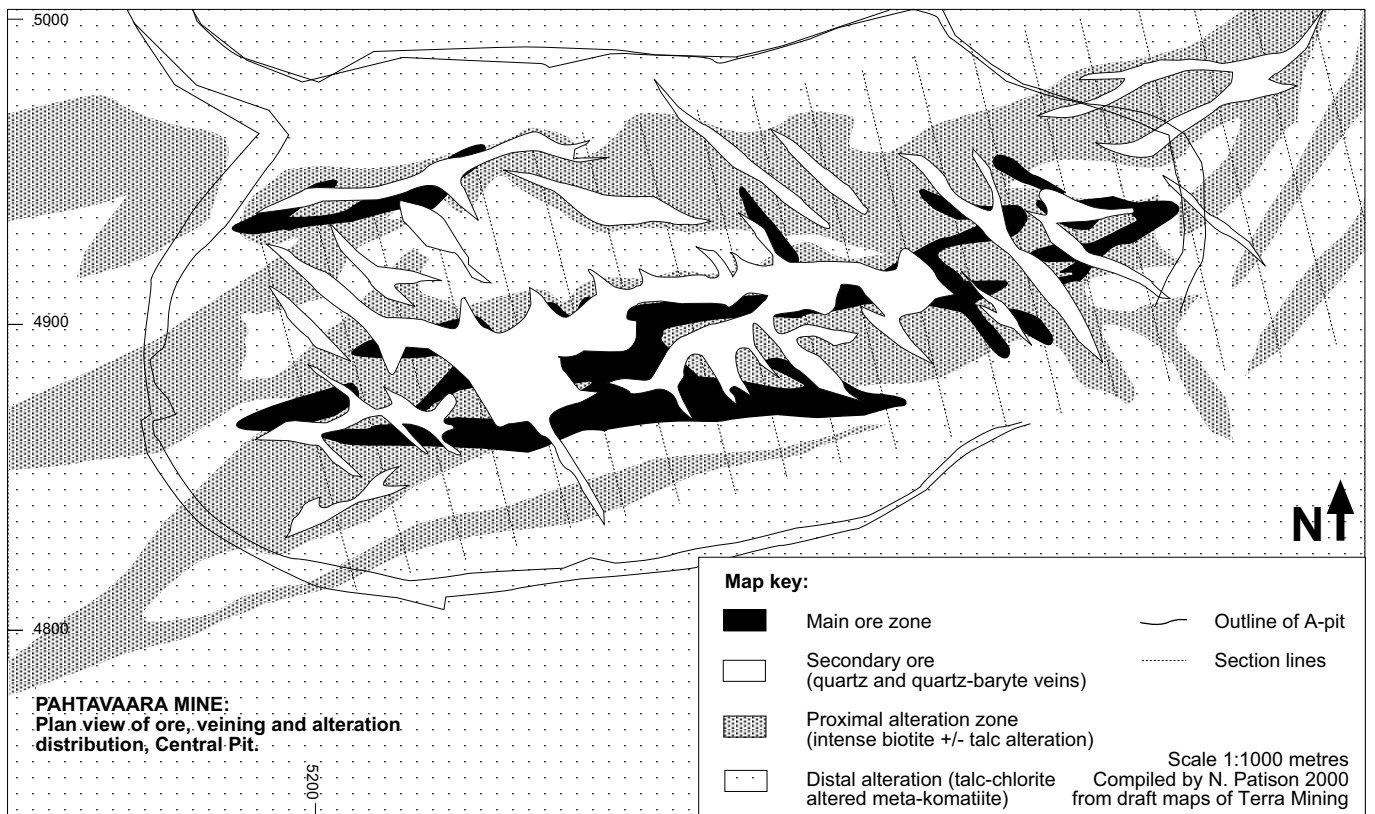 5000
4900
4800
5200
N
PAHTAVAARA MINE:
Plan view of ore, veining and alteration
distribution, Central Pit.
Map key:
Main ore zone
Secondary ore
(quartz and quartz-baryte veins)
Proximal alteration zone
(intense biotite +/- talc alteration)
Distal alteration (talc-chlorite
altered meta-komatiite)
Outline of A-pit
Section lines
Scale 1:1000 metres
Compiled by N. Patison 2000
from draft maps of Terra Mining